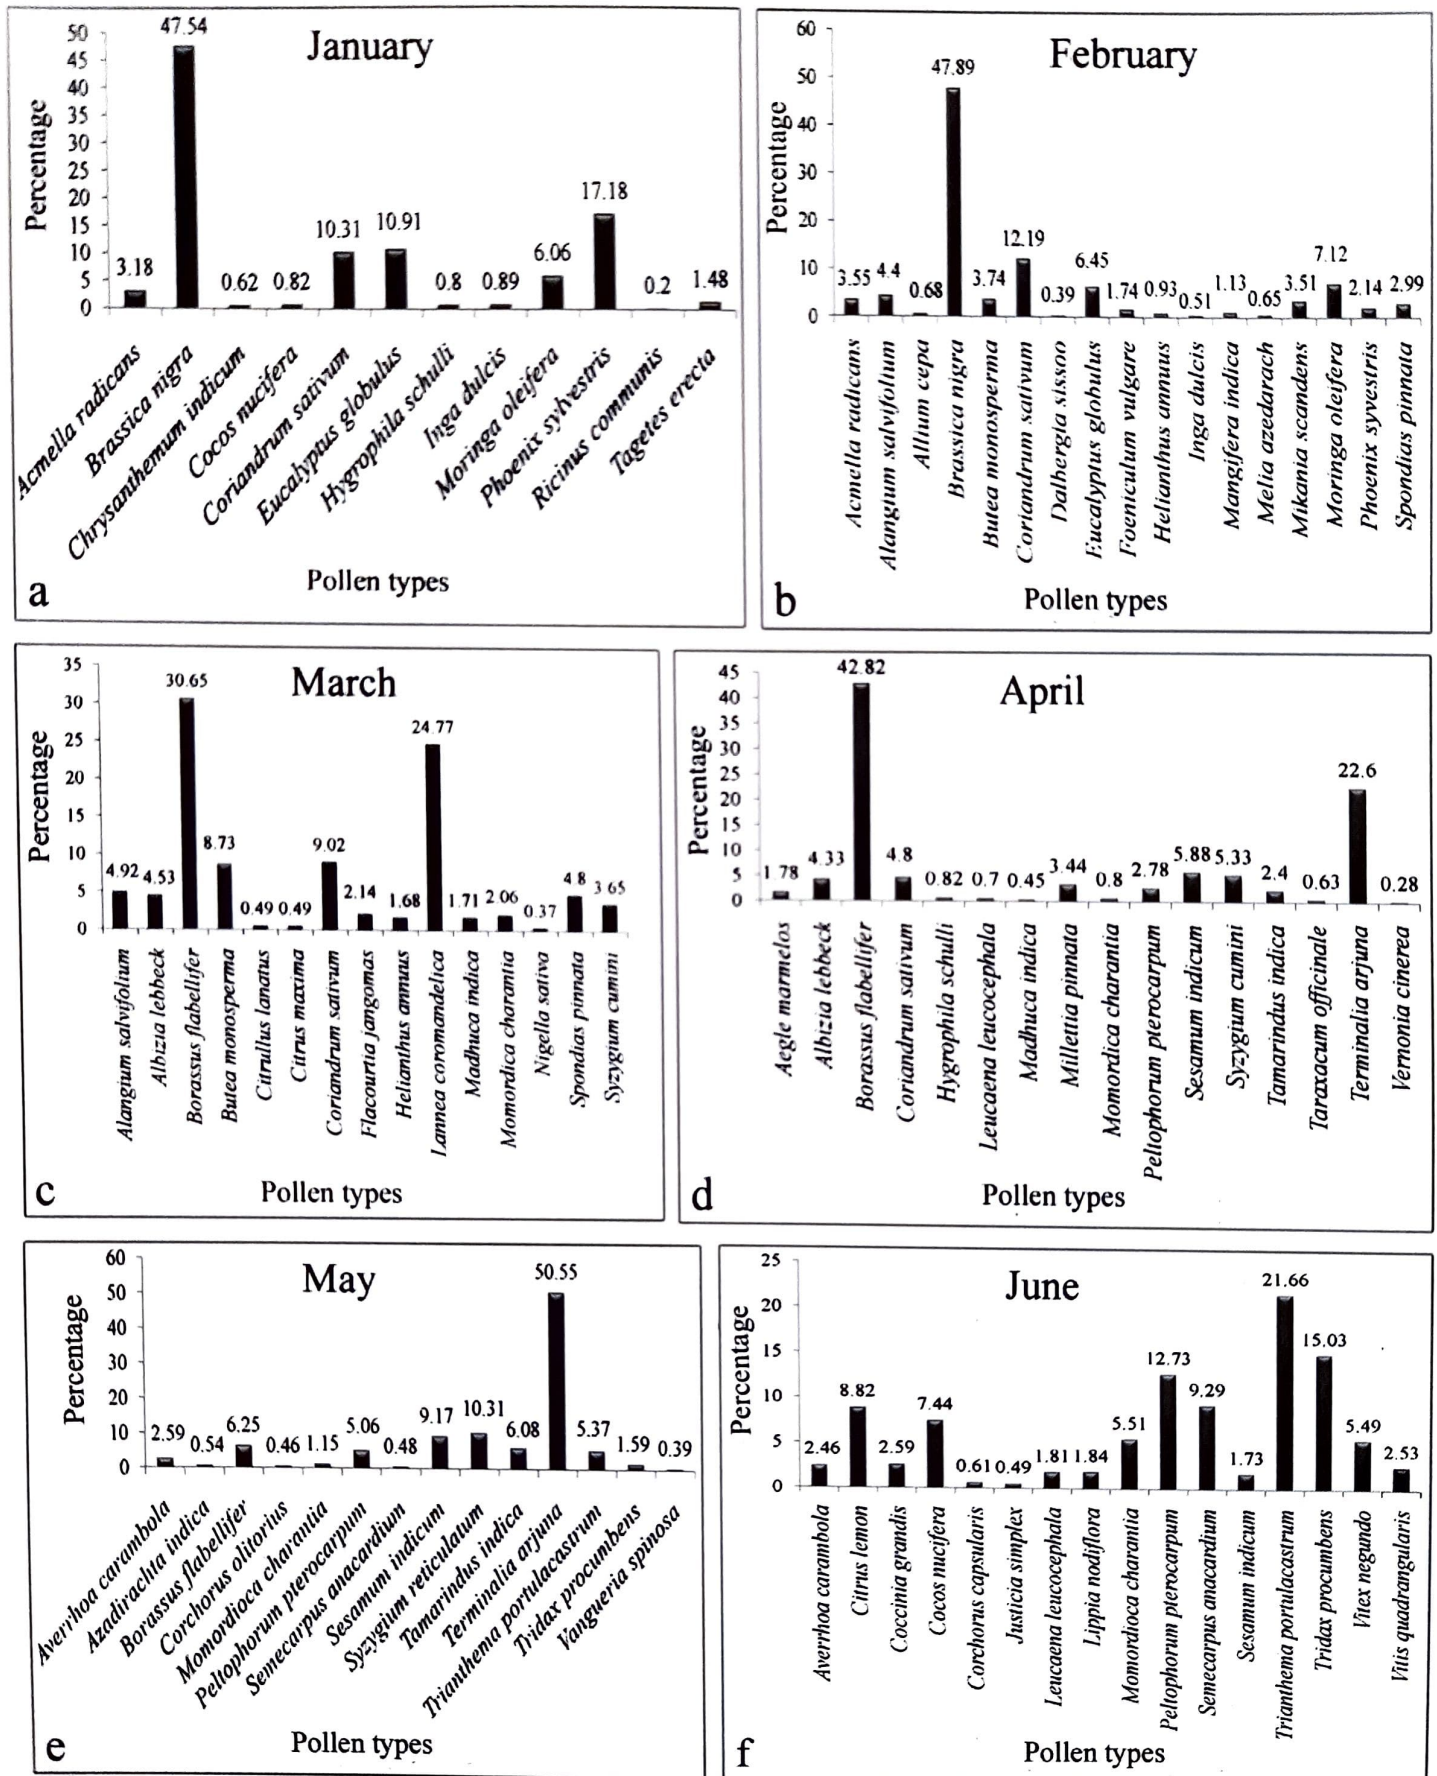 January
Percentage
50
45
40
35
30
25
20
15
10
5
0
3.18
47.54
0.62
0.82
10.31
10.91
0.8
0.89
6.06
17.18
0.2
1.48
Acmella radicans
Brassica nigra
Chrysanthemum indicum
Cocos nucifera
Coriandrum sativum
Eucalyptus globulus
Hygrophila schulli
Inga dulcis
Moringa oleifera
Phoenix sylvestris
Ricinus communis
Tagetes erecta
Pollen types
a
February
Percentage
60
50
40
30
20
10
0
3.55
4.4
0.68
47.89
3.74
12.19
0.39
6.45
1.74
0.93
0.51
1.13
0.65
3.51
7.12
2.14
2.99
Acmella radicans
Alangium salvifolium
Allium cepa
Brassica nigra
Butea monosperma
Coriandrum sativum
Dalbergia sissoo
Eucalyptus globulus
Foeniculum vulgare
Helianthus annuus
Inga dulcis
Mangifera indica
Melia azedarach
Mikania scandens
Moringa oleifera
Phoenix syvestris
Spondias pinnata
Pollen types
b
March
Percentage
35
30
25
20
15
10
5
0
4.92
4.53
30.65
8.73
0.49
0.49
9.02
2.14
1.68
24.77
1.71
2.06
0.37
4.8
3.65
Alangium salvifolium
Albizia lebbeck
Borassus flabellifer
Butea monosperma
Citrullus lanatus
Citrus maxima
Coriandrum sativum
Flacourtia jangomas
Helianthus annuus
Lannea coromandelica
Madhuca indica
Momordica charantia
Nigella sativa
Spondias pinnata
Syzygium cumini
Pollen types
c
April
Percentage
45
40
35
30
25
20
15
10
5
0
1.78
4.33
42.82
4.8
0.82
0.7
0.45
3.44
0.8
2.78
5.88
5.33
2.4
0.63
22.6
0.28
Aegle marmelos
Albizia lebbeck
Borassus flabellifer
Coriandrum sativum
Hygrophila schulli
Leucaena leucocephala
Madhuca indica
Millettia pinnata
Momordica charantia
Peltophorum pterocarpum
Sesamum indicum
Syzygium cumini
Tamarindus indica
Taraxacum officinale
Terminalia arjuna
Vernonia cinerea
Pollen types
d
May
Percentage
60
50
40
30
20
10
0
2.59
0.54
6.25
0.46
1.15
5.06
0.48
9.17
10.31
6.08
50.55
5.37
1.59
0.39
Averrhoa carambola
Azadirachta indica
Borassus flabellifer
Corchorus olitorius
Momordioca charantia
Peltophorum pterocarpum
Semecarpus anacardium
Sesamum indicum
Syzygium reticulatum
Tamarindus indica
Terminalia arjuna
Trianthema portulacastrum
Tridax procumbens
Vangueria spinosa
Pollen types
e
June
Percentage
25
20
15
10
5
0
2.46
8.82
2.59
7.44
0.61
0.49
1.81
1.84
5.51
12.73
9.29
1.73
21.66
15.03
5.49
2.53
Averrhoa carambola
Citrus lemon
Coccinia grandis
Cocos nucifera
Corchorus capsularis
Justicia simplex
Leucaena leucocephala
Lippia nodiflora
Momordioca charantia
Peltophorum pterocarpum
Semecarpus anacardium
Sesamum indicum
Trianthema portulacastrum
Tridax procumbens
Vitex negundo
Vitis quadrangularis
Pollen types
f